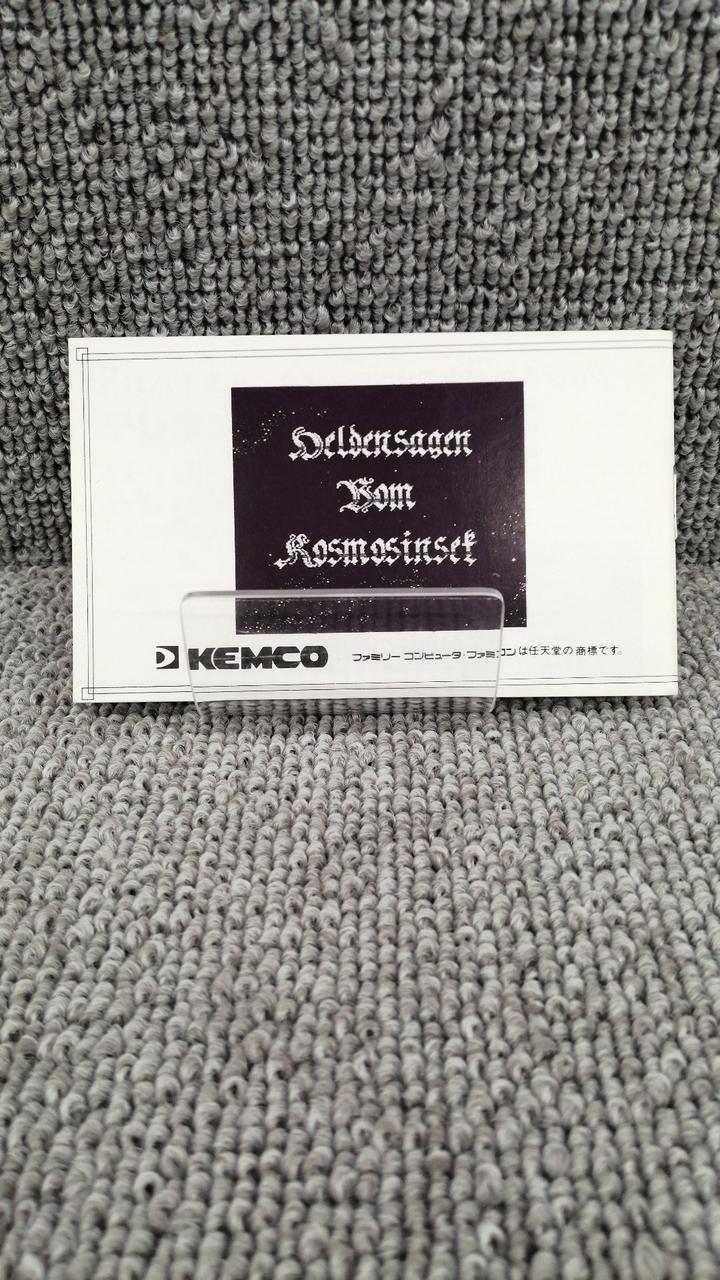 Heldensagen
Vom
Kosmosinsel
KEMCO
ファミリーコンピュータ・ファミコンは任天堂の商標です。